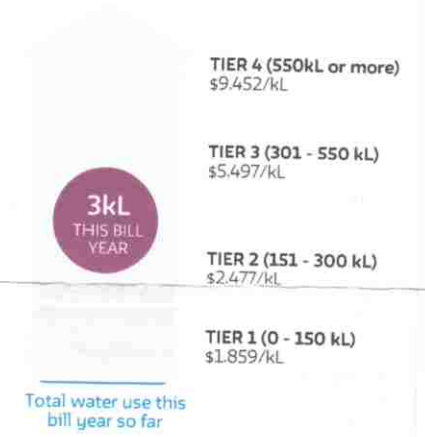 TIER 4 (550kL or more)
$9.452/kL
TIER 3 (301 - 550 kL)
$5.497/kL
3kL
THIS BILL
YEAR
TIER 2 (151 - 300 kL)
$2.477/kL
TIER 1 (0 - 150 kL)
$1.859/kL
Total water use this
bill year so far